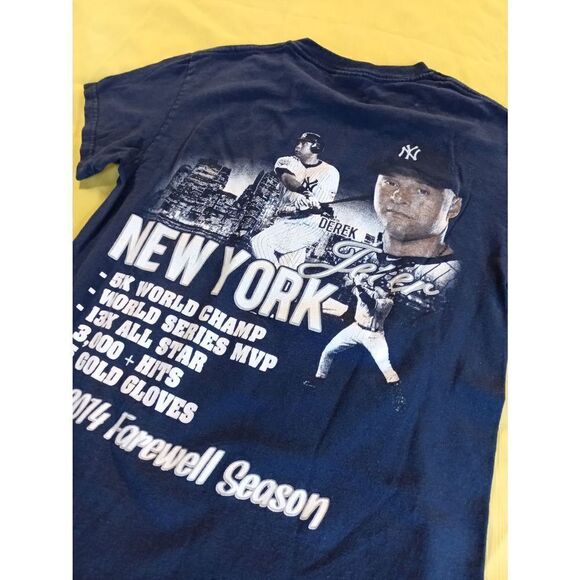 NY
DEREK
Jeter
NEW YORK
- 5X WORLD CHAMP
- WORLD SERIES MVP
- 13X ALL STAR
3,000 + HITS
GOLD GLOVES
2014 Farewell Season